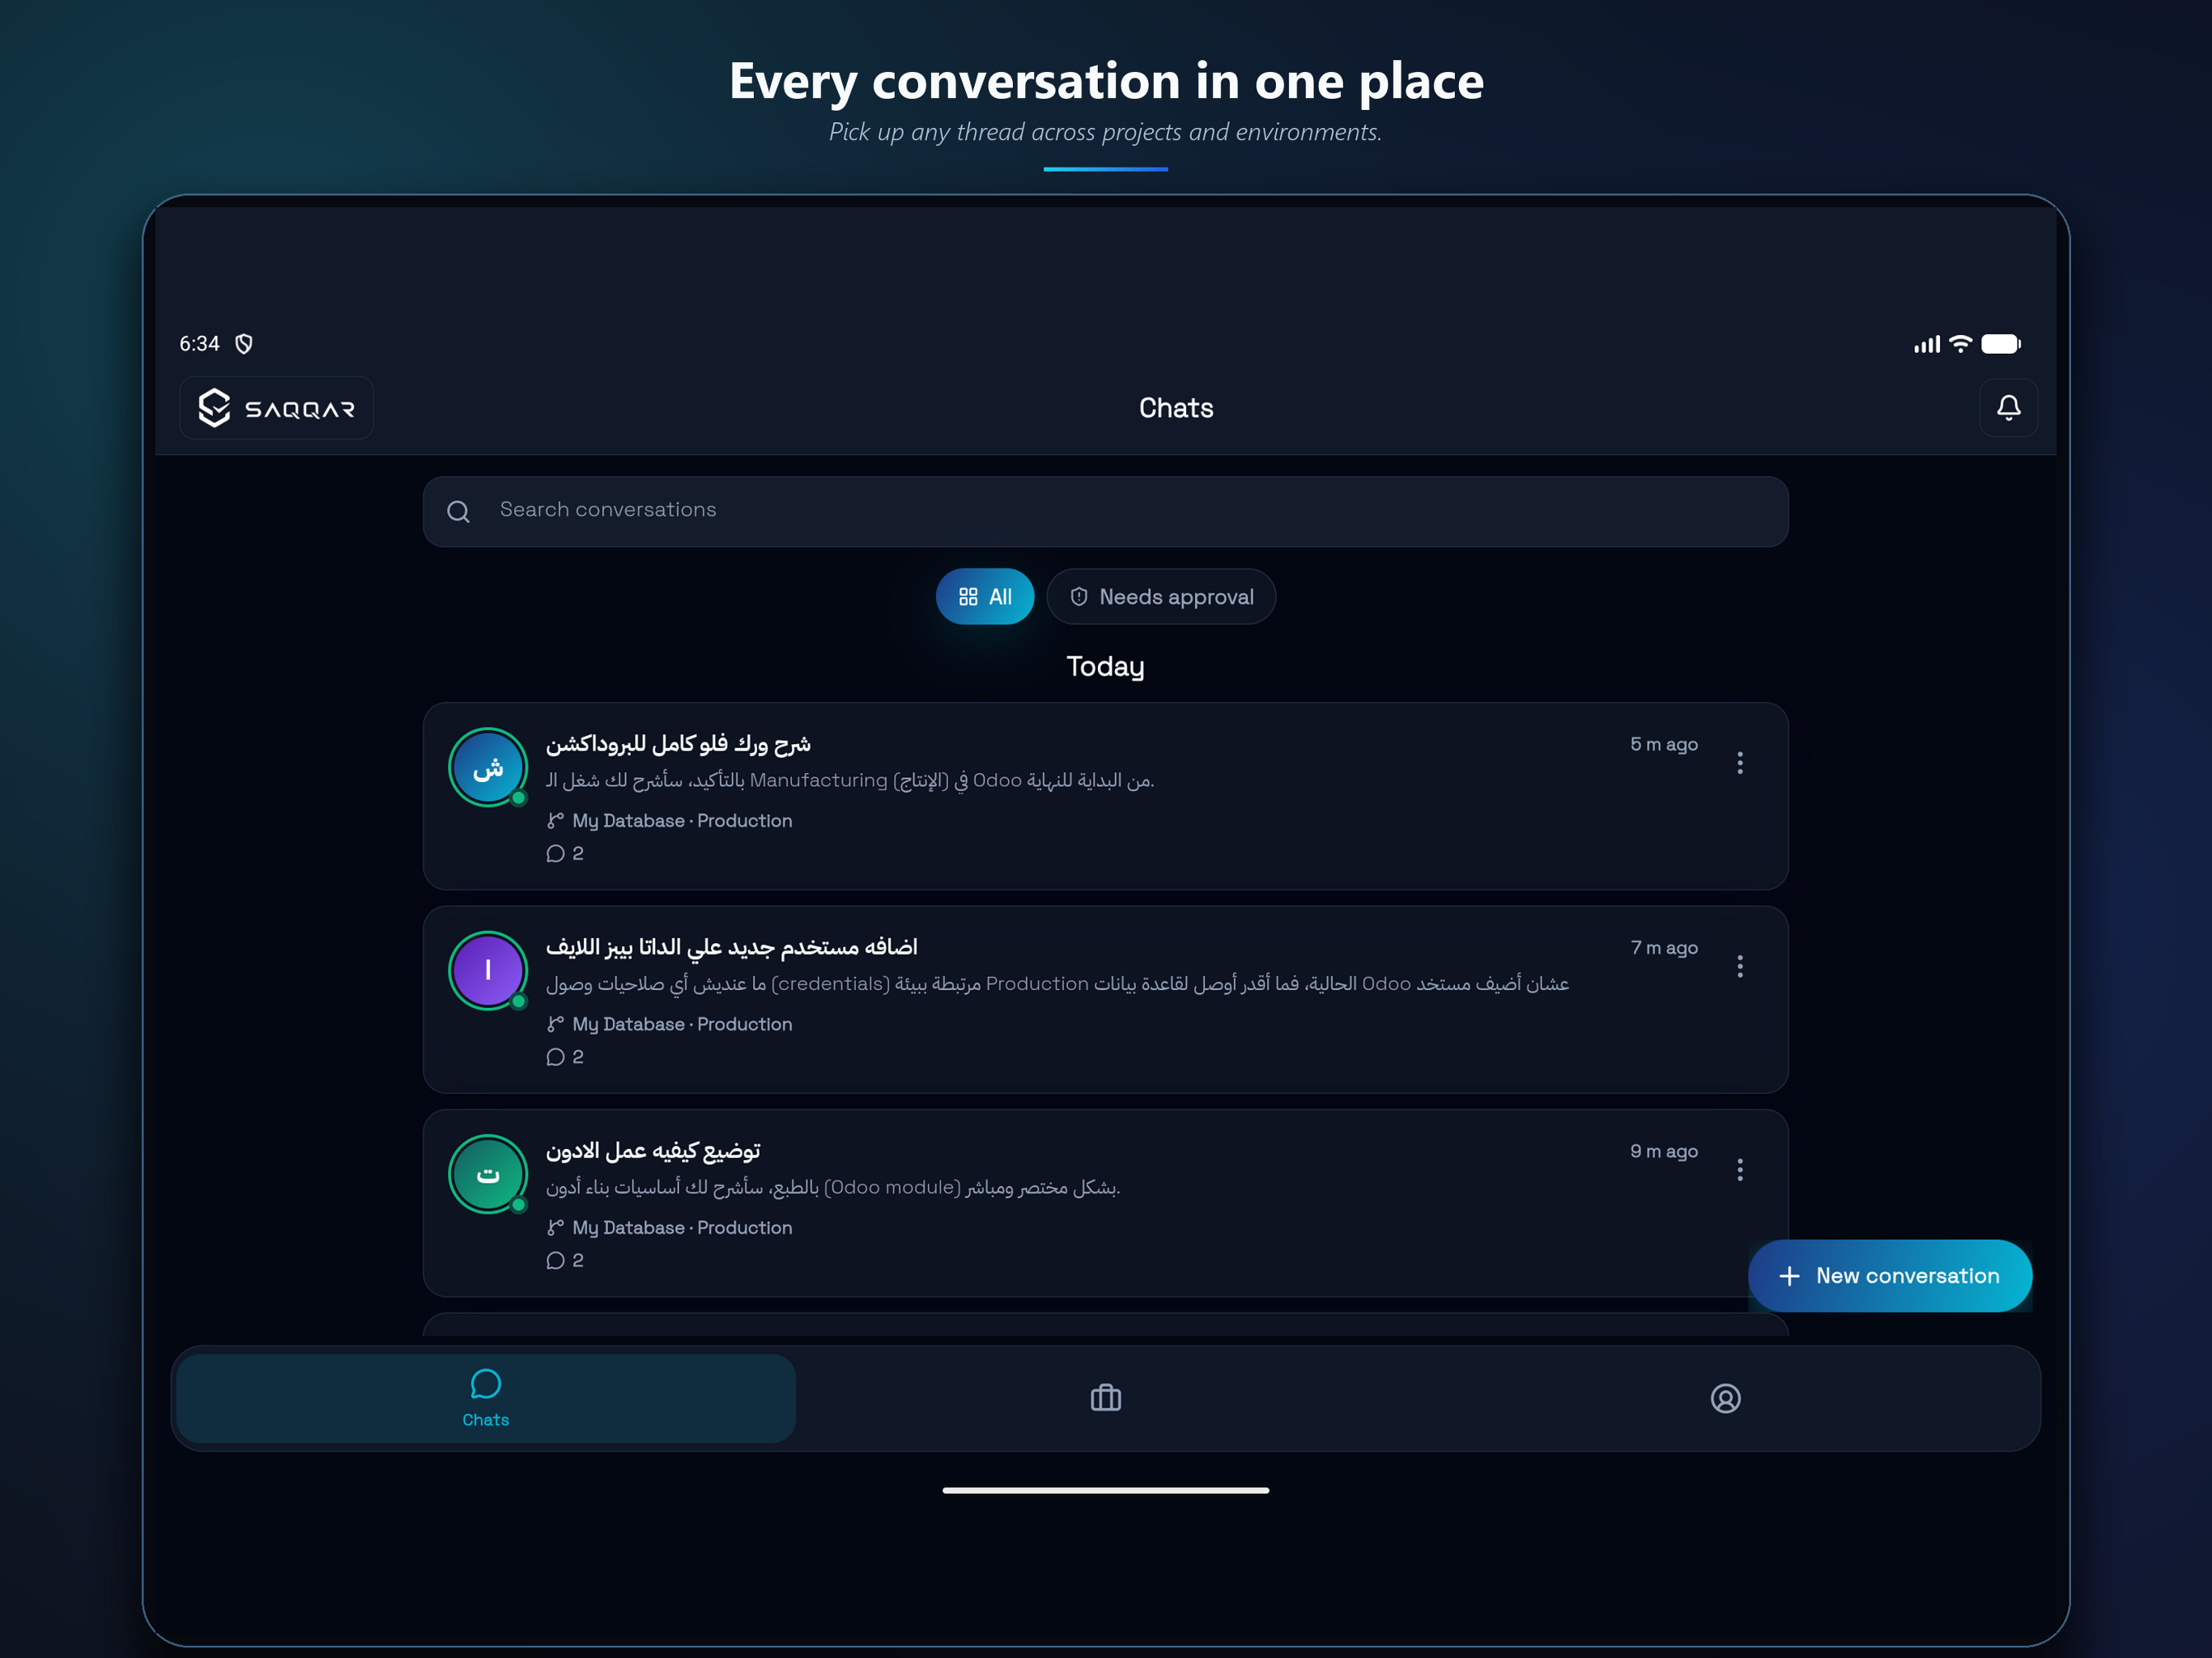 Every conversation in one place
Pick up any thread across projects and environments.
6:34
SAQQAR
Chats
Search conversations
All
Needs approval
Today
ش
شرح ورك فلو كامل للبروداكشن
5 m ago
بالتأكيد، سأشرح لك شغل الـ Manufacturing (الإنتاج) في Odoo من البداية للنهاية.
My Database · Production
2
ا
اضافه مستخدم جديد علي الداتا بيبز اللايف
7 m ago
ما عنديش أي صلاحيات وصول (credentials) مرتبطة ببيئة Production الحالية، فما أقدر أوصل لقاعدة بيانات Odoo عشان أضيف مستخد
My Database · Production
2
ت
توضيع كيفيه عمل الادون
9 m ago
بالطبع، سأشرح لك أساسيات بناء أدون (Odoo module) بشكل مختصر ومباشر.
My Database · Production
2
New conversation
Chats